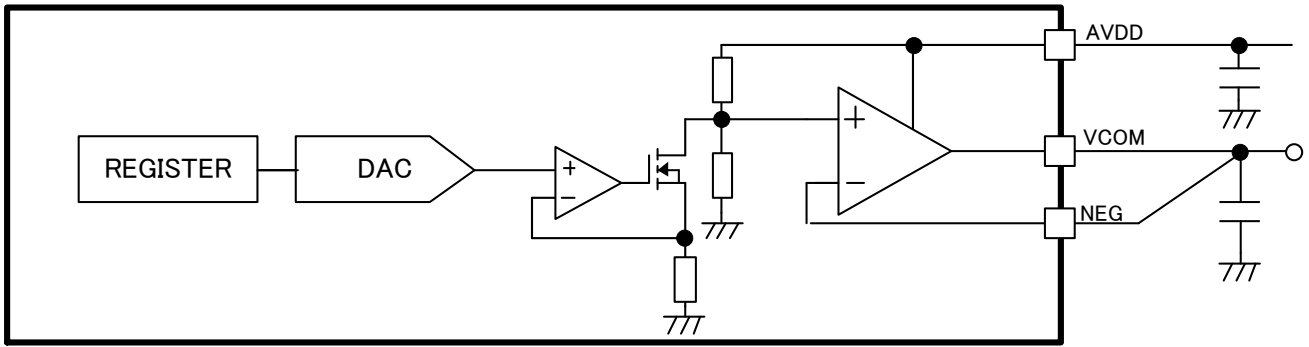 AVDD
REGISTER
DAC
+
−
+
−
VCOM
NEG